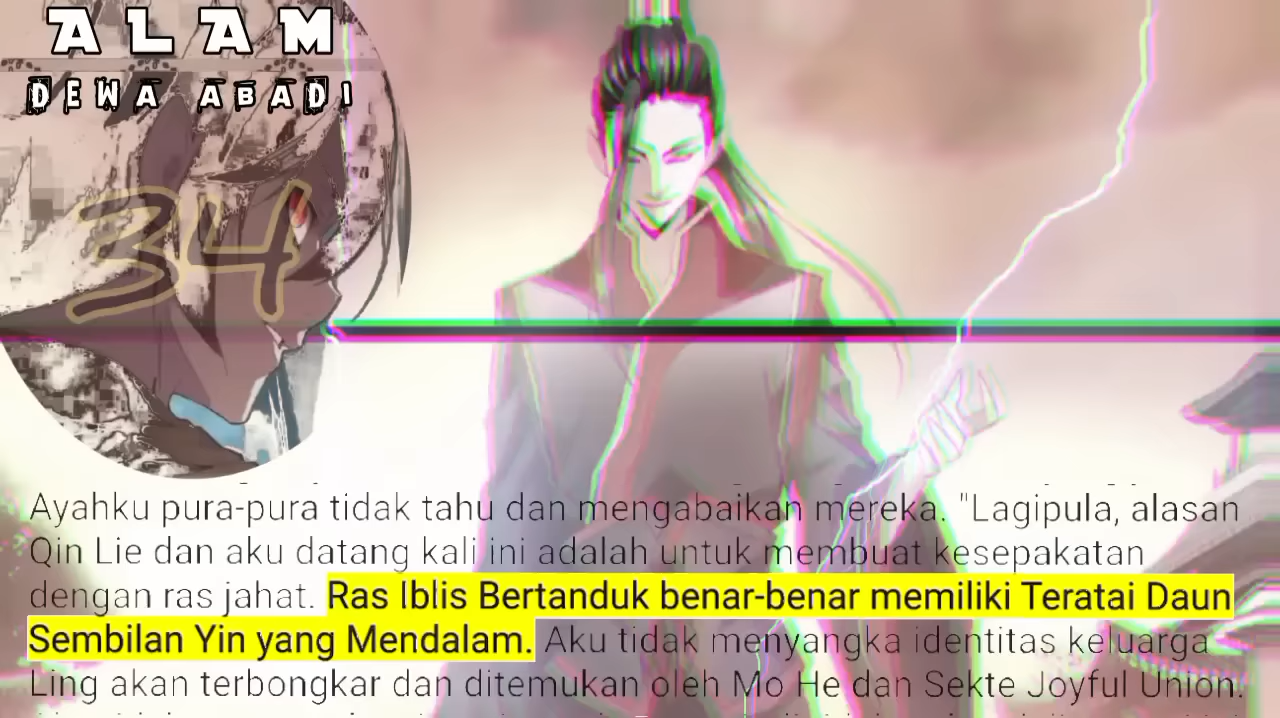 ALAM
DEWA ABADI
34
Ayahku pura-pura tidak tahu dan mengabaikan mereka. "Lagipula, alasan
Qin Lie dan aku datang kali ini adalah untuk membuat kesepakatan
dengan ras jahat. Ras Iblis Bertanduk benar-benar memiliki Teratai Daun
Sembilan Yin yang Mendalam. Aku tidak menyangka identitas keluarga
Ling akan terbongkar dan ditemukan oleh Mo He dan Sekte Joyful Union.